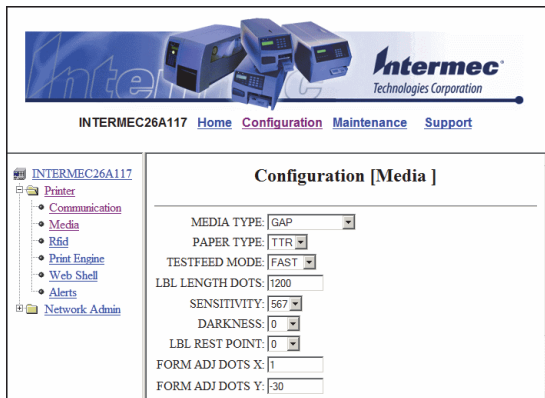 Intermec
Intermec
Technologies Corporation
INTERMEC26A117 Home Configuration Maintenance Support
INTERMEC26A117
Printer
Communication
Media
Rfid
Print Engine
Web Shell
Alerts
Network Admin
Configuration [Media ]
MEDIA TYPE: GAP
PAPER TYPE: TTR
TESTFEED MODE: FAST
LBL LENGTH DOTS: 1200
SENSITIVITY: 567
DARKNESS: 0
LBL REST POINT: 0
FORM ADJ DOTS X: 1
FORM ADJ DOTS Y: -30